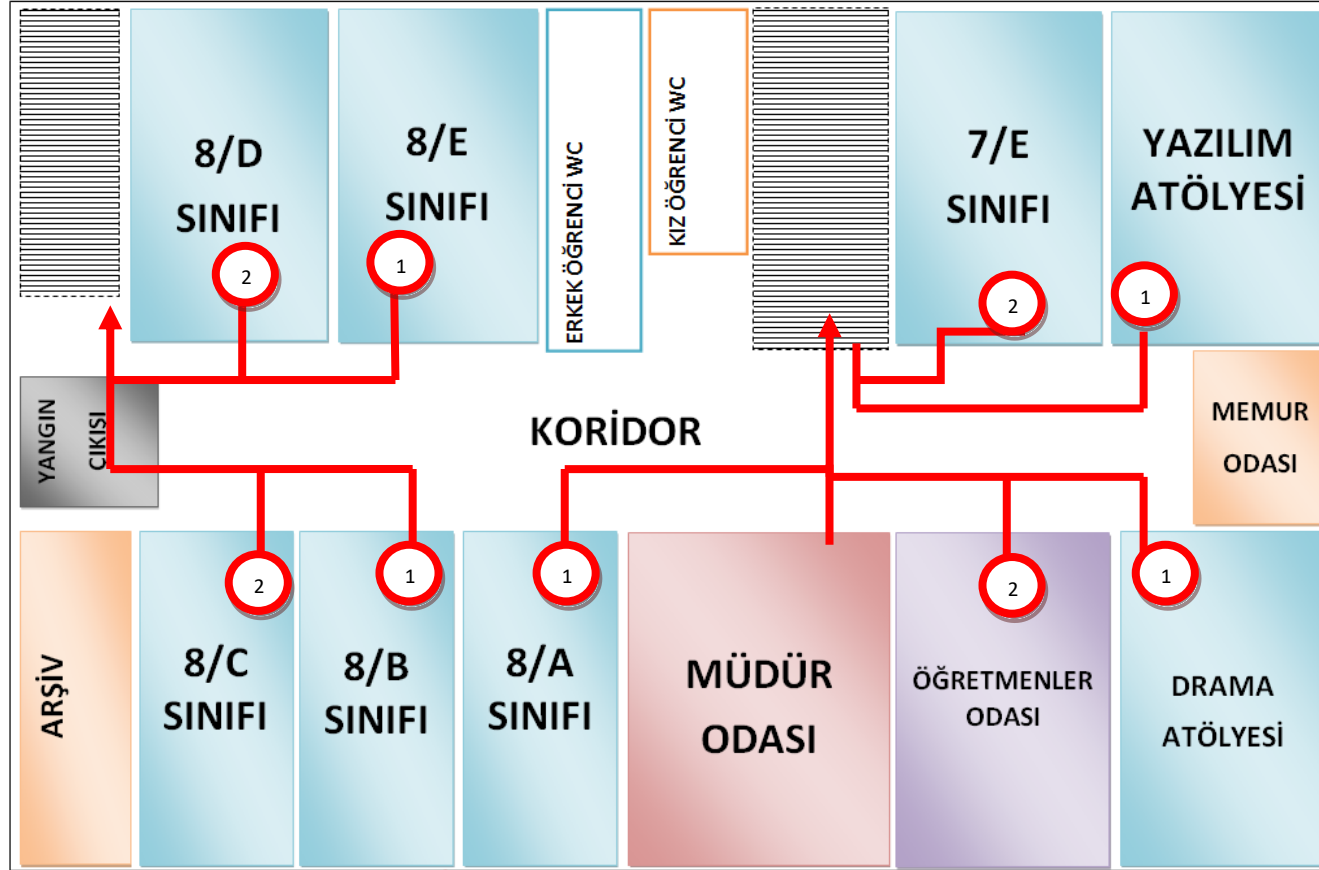 8/D
SINIFI
2
8/E
SINIFI
1
ERKEK ÖĞRENCİ WC
KIZ ÖĞRENCİ WC
7/E
SINIFI
2
YAZILIM
ATÖLYESİ
1
YANGIN
ÇIKIŞI
KORİDOR
MEMUR
ODASI
ARŞİV
2
8/C
SINIFI
1
8/B
SINIFI
1
8/A
SINIFI
MÜDÜR
ODASI
2
ÖĞRETMENLER
ODASI
1
DRAMA
ATÖLYESİ